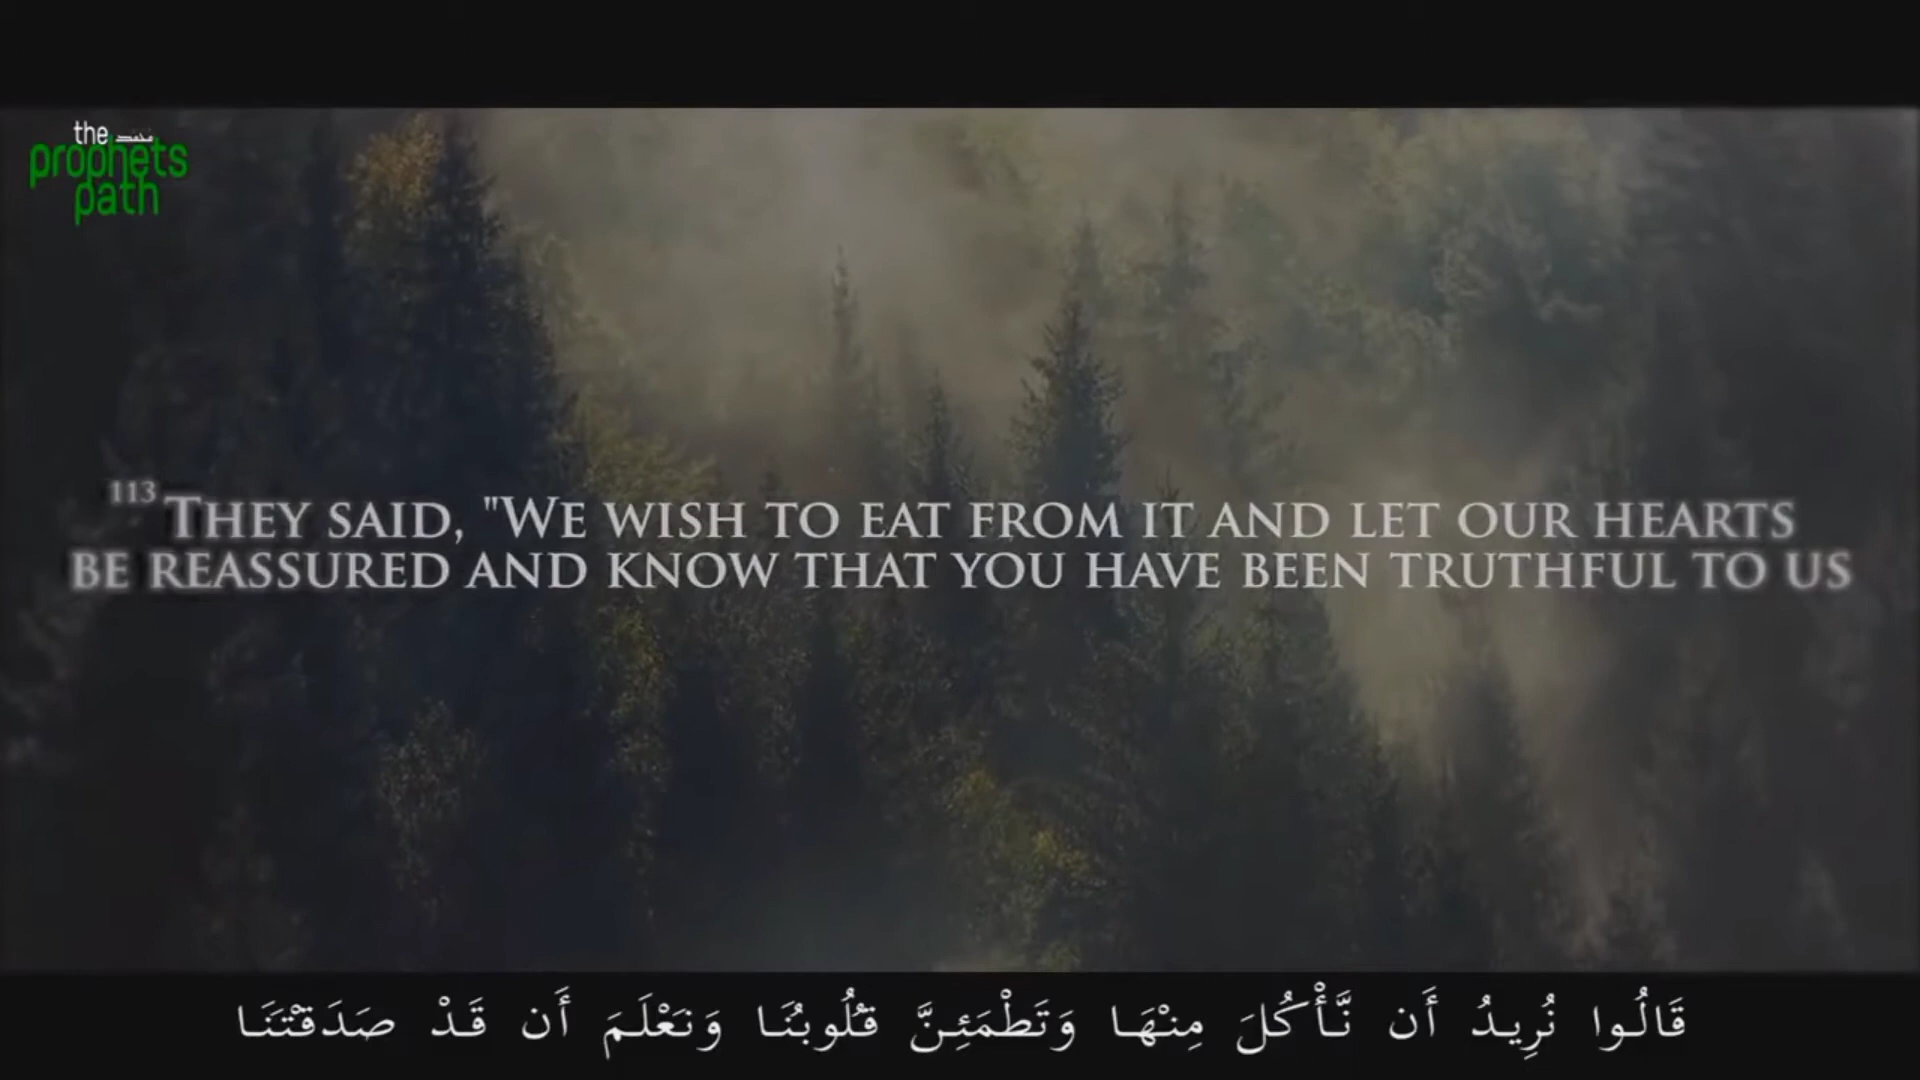 the محمد
prophets
path
113 THEY SAID, "WE WISH TO EAT FROM IT AND LET OUR HEARTS
BE REASSURED AND KNOW THAT YOU HAVE BEEN TRUTHFUL TO US
قَالُوا نُرِيدُ أَن نَّأْكُلَ مِنْهَا وَتَطْمَئِنَّ قُلُوبُنَا وَنَعْلَمَ أَن قَدْ صَدَقْتَنَا